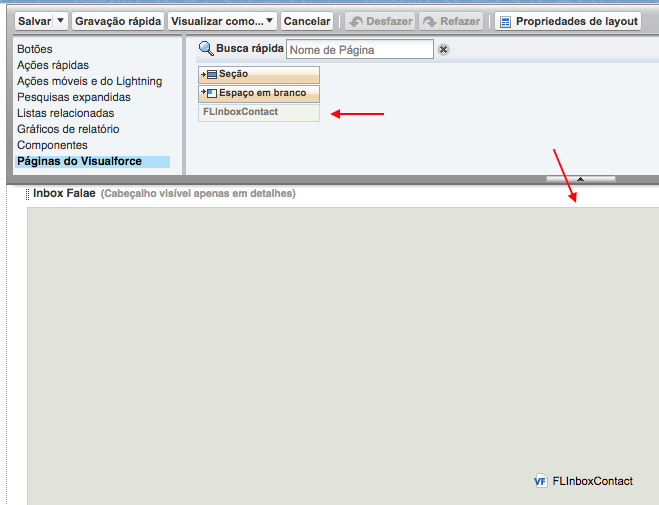 Salvar Gravação rápida Visualizar como... Cancelar Desfazer Refazer Propriedades de layout
Botões
Ações rápidas
Ações móveis e do Lightning
Pesquisas expandidas
Listas relacionadas
Gráficos de relatório
Componentes
Páginas do Visualforce
Busca rápida Nome de Página
Seção
Espaço em branco
FLInboxContact
Inbox Falae (Cabeçalho visível apenas em detalhes)
VF FLInboxContact